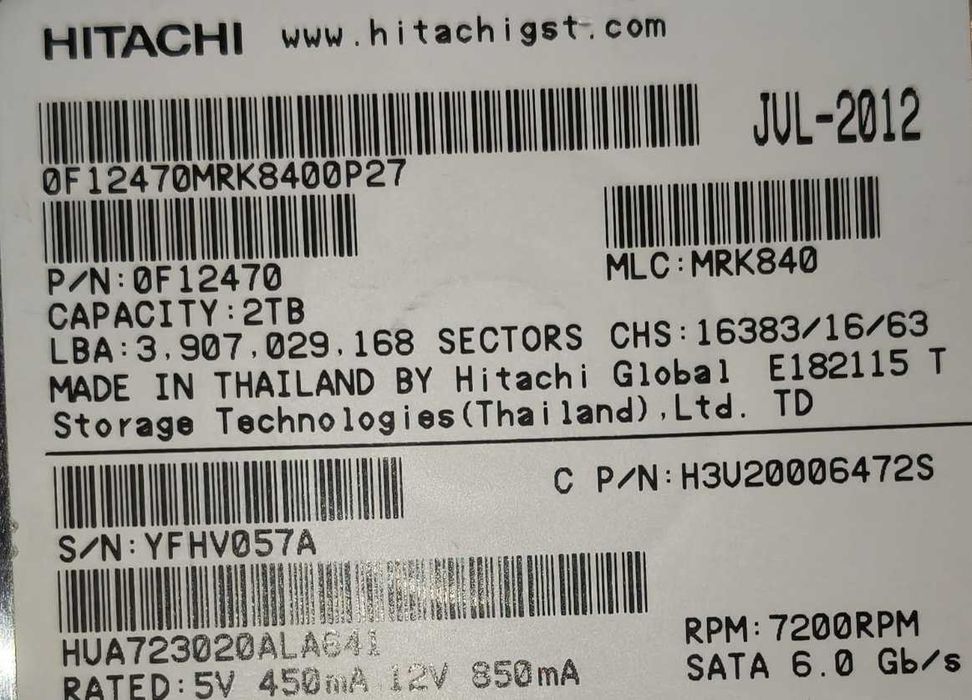 HITACHI www.hitachigst.com
JUL-2012
0F12470MRK8400P27
P/N:0F12470
MLC:MRK840
CAPACITY:2TB
LBA:3,907,029,168 SECTORS CHS:16383/16/63
MADE IN THAILAND BY Hitachi Global E182115 T
Storage Technologies(Thailand),Ltd. TD
C P/N:H3U20006472S
S/N:YFHV057A
HUA723020ALA641
RPM:7200RPM
RATED:5V 450mA 12V 850mA SATA 6.0 Gb/s